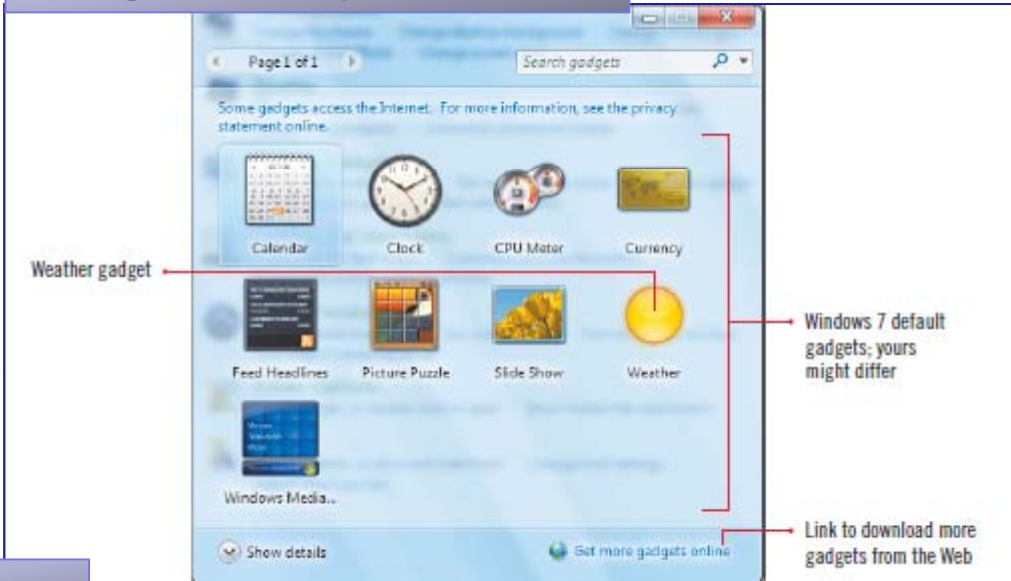 Page 1 of 1
Search gadgets
Some gadgets access the Internet. For more information, see the privacy
statement online.
Calendar
Clock
CPU Meter
Currency
Weather gadget
Feed Headlines
Picture Puzzle
Slide Show
Weather
Windows 7 default
gadgets; yours
might differ
Windows Media...
Show details
Get more gadgets online
Link to download more
gadgets from the Web